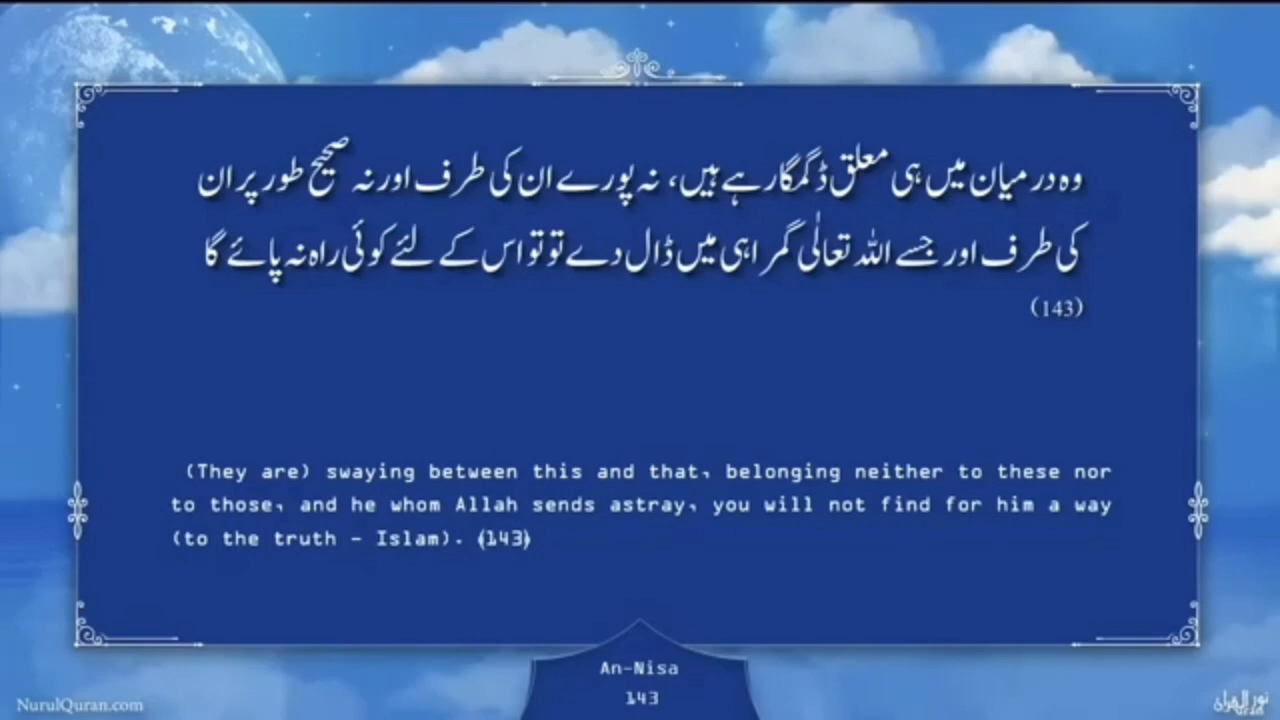 وہ درمیان میں ہی معلق ڈگمگا رہے ہیں، نہ پورے ان کی طرف اور نہ صحیح طور پر ان
کی طرف اور جسے اللہ تعالٰی گمراہی میں ڈال دے تو تو اس کے لئے کوئی راہ نہ پائے گا
(143)
(They are) swaying between this and that, belonging neither to these nor
to those, and he whom Allah sends astray, you will not find for him a way
(to the truth - Islam). (143)
An-Nisa
143
NurulQuran.com
نور القرآن